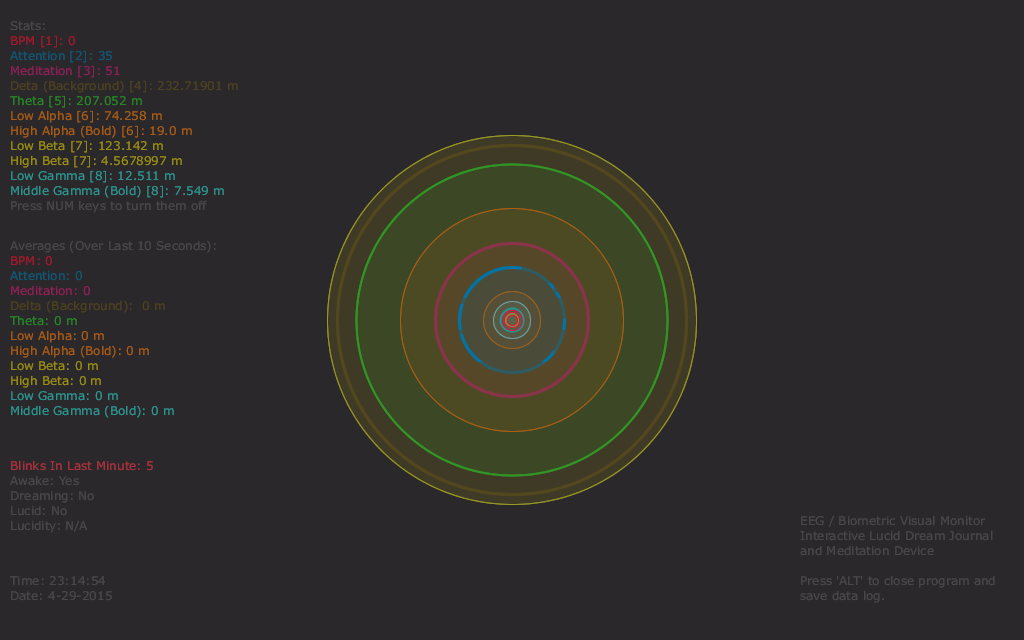 Stats:
BPM [1]: 0
Attention [2]: 35
Meditation [3]: 51
Deta (Background) [4]: 232.71901 m
Theta [5]: 207.052 m
Low Alpha [6]: 74.258 m
High Alpha (Bold) [6]: 19.0 m
Low Beta [7]: 123.142 m
High Beta [7]: 4.5678997 m
Low Gamma [8]: 12.511 m
Middle Gamma (Bold) [8]: 7.549 m
Press NUM keys to turn them off
Averages (Over Last 10 Seconds):
BPM: 0
Attention: 0
Meditation: 0
Delta (Background):  0 m
Theta: 0 m
Low Alpha: 0 m
High Alpha (Bold): 0 m
Low Beta: 0 m
High Beta: 0 m
Low Gamma: 0 m
Middle Gamma (Bold): 0 m
Blinks In Last Minute: 5
Awake: Yes
Dreaming: No
Lucid: No
Lucidity: N/A
Time: 23:14:54
Date: 4-29-2015
EEG / Biometric Visual Monitor
Interactive Lucid Dream Journal
and Meditation Device
Press 'ALT' to close program and
save data log.